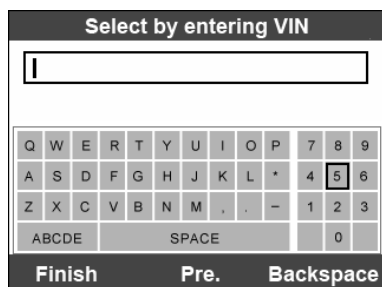 Select by entering VIN
Q W E R T Y U I O P 7 8 9
A S D F G H J K L * 4 5 6
Z X C V B N M , . – 1 2 3
ABCDE SPACE 0
Finish Pre. Backspace